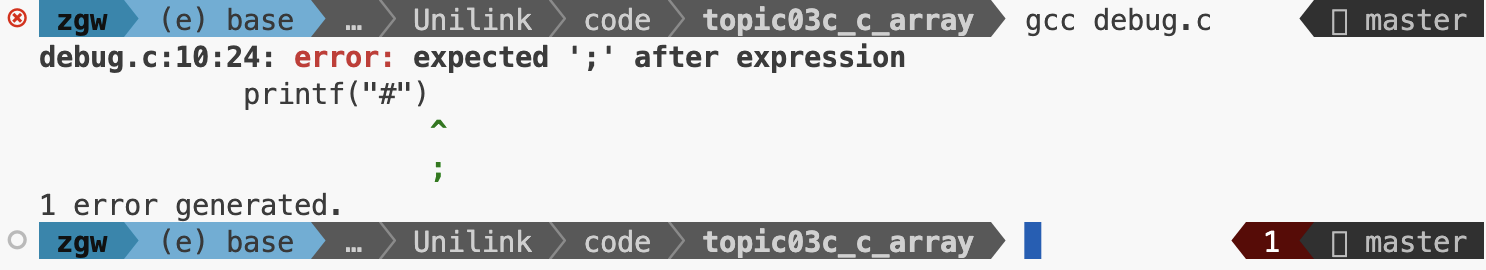 zgw (e) base … Unilink code topic03c_c_array gcc debug.c master
debug.c:10:24: error: expected ';' after expression
printf("#")
^
;
1 error generated.
zgw (e) base … Unilink code topic03c_c_array 1 master